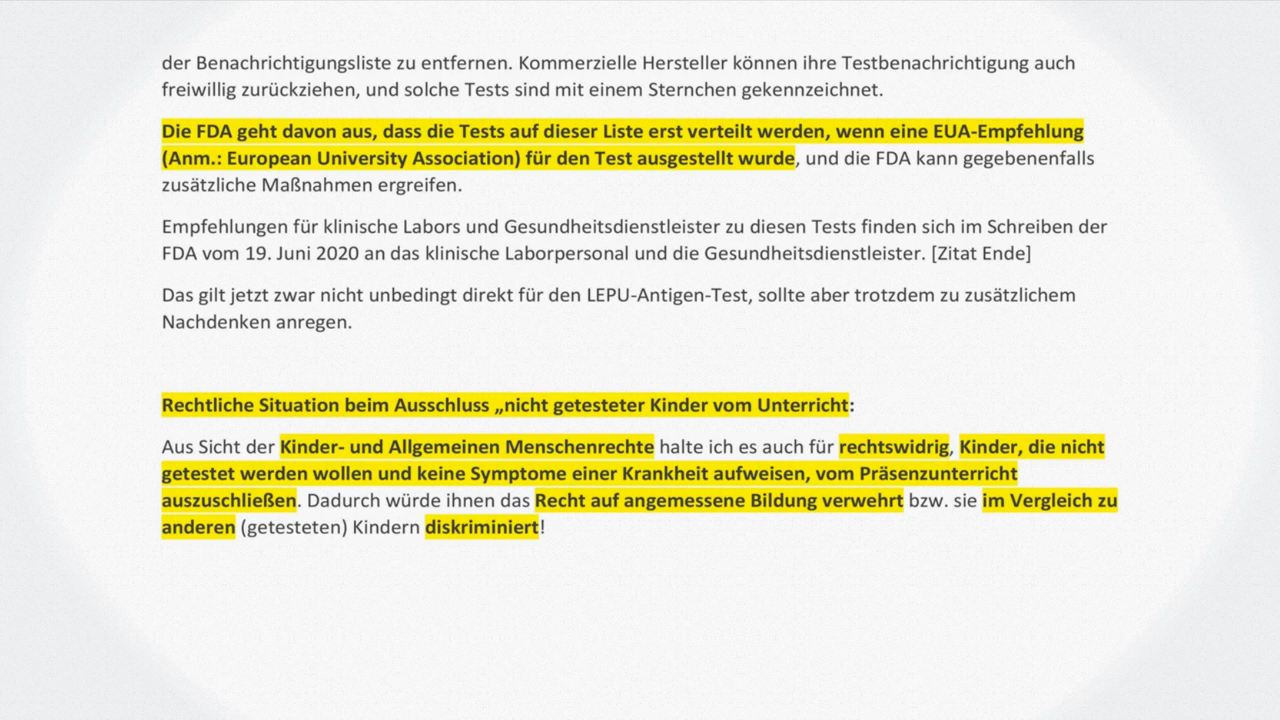 der Benachrichtigungsliste zu entfernen. Kommerzielle Hersteller können ihre Testbenachrichtigung auch
freiwillig zurückziehen, und solche Tests sind mit einem Sternchen gekennzeichnet.
Die FDA geht davon aus, dass die Tests auf dieser Liste erst verteilt werden, wenn eine EUA-Empfehlung
(Anm.: European University Association) für den Test ausgestellt wurde, und die FDA kann gegebenenfalls
zusätzliche Maßnahmen ergreifen.
Empfehlungen für klinische Labors und Gesundheitsdienstleister zu diesen Tests finden sich im Schreiben der
FDA vom 19. Juni 2020 an das klinische Laborpersonal und die Gesundheitsdienstleister. [Zitat Ende]
Das gilt jetzt zwar nicht unbedingt direkt für den LEPU-Antigen-Test, sollte aber trotzdem zu zusätzlichem
Nachdenken anregen.
Rechtliche Situation beim Ausschluss „nicht getesteter Kinder vom Unterricht:
Aus Sicht der Kinder- und Allgemeinen Menschenrechte halte ich es auch für rechtswidrig, Kinder, die nicht
getestet werden wollen und keine Symptome einer Krankheit aufweisen, vom Präsenzunterricht
auszuschließen. Dadurch würde ihnen das Recht auf angemessene Bildung verwehrt bzw. sie im Vergleich zu
anderen (getesteten) Kindern diskriminiert!